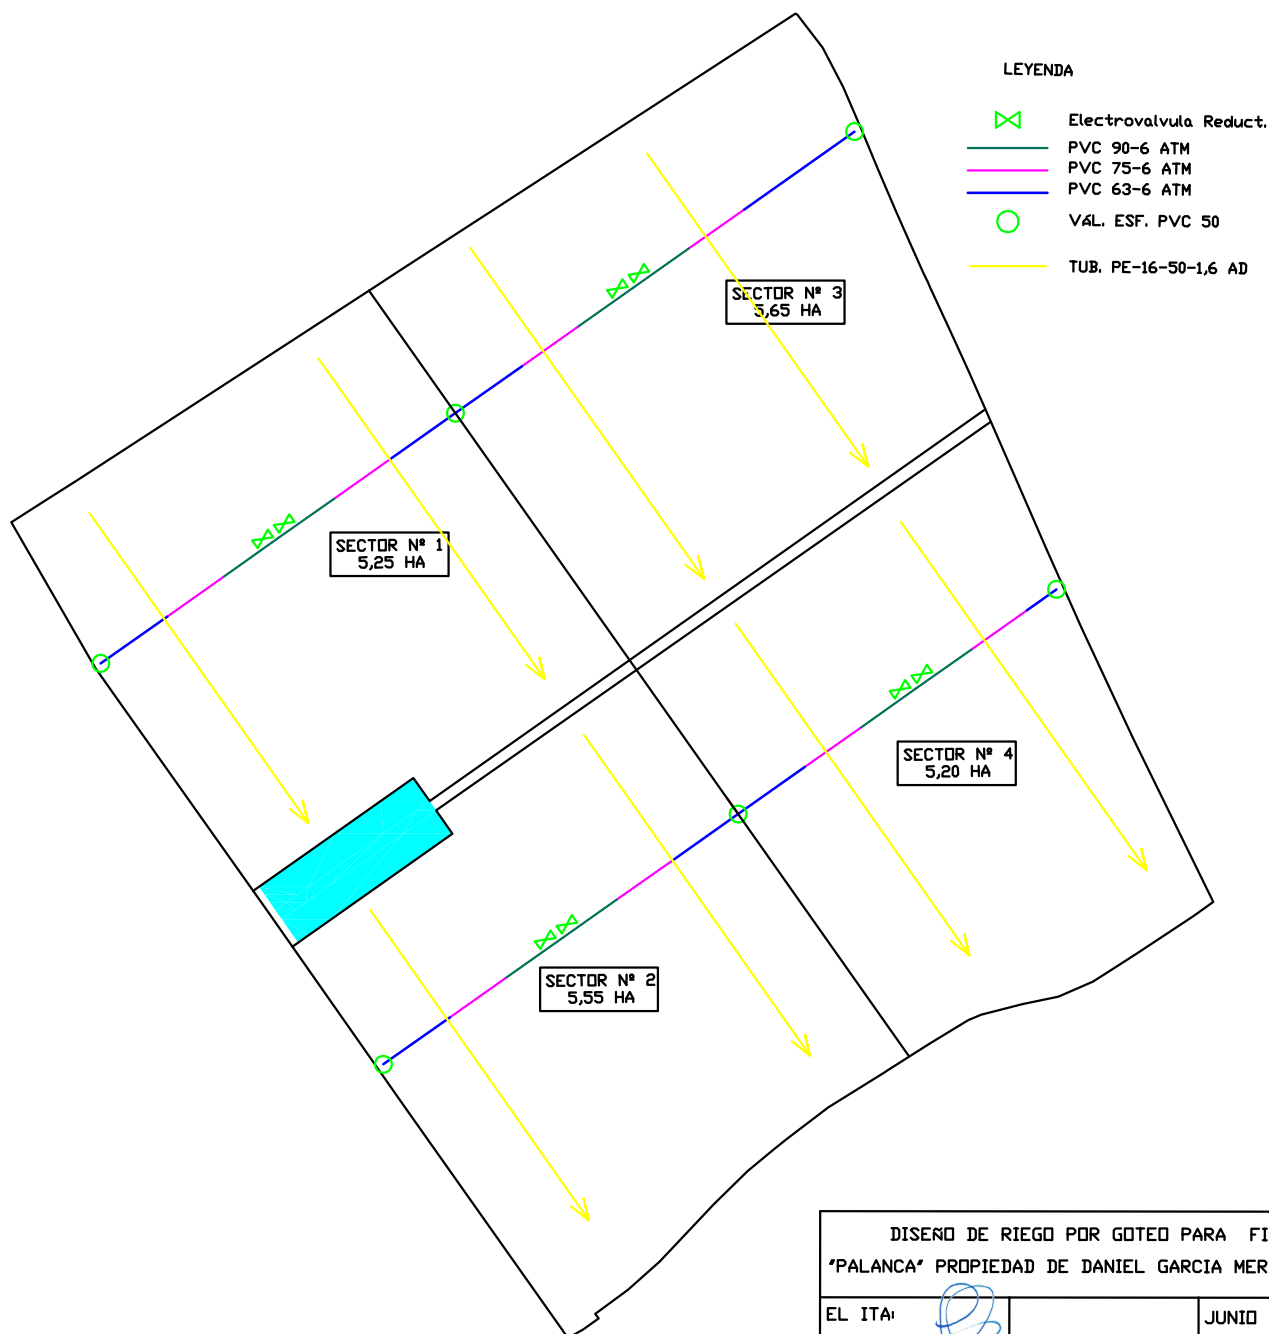 LEYENDA
Electrovalvula Reduct.
PVC 90-6 ATM
PVC 75-6 ATM
PVC 63-6 ATM
VÁL. ESF. PVC 50
TUB. PE-16-50-1,6 AD
SECTOR Nº 3
5,65 HA
SECTOR Nº 1
5,25 HA
SECTOR Nº 4
5,20 HA
SECTOR Nº 2
5,55 HA
DISEÑO DE RIEGO POR GOTEO PARA FI
"PALANCA" PROPIEDAD DE DANIEL GARCIA MER
EL ITA:
JUNIO